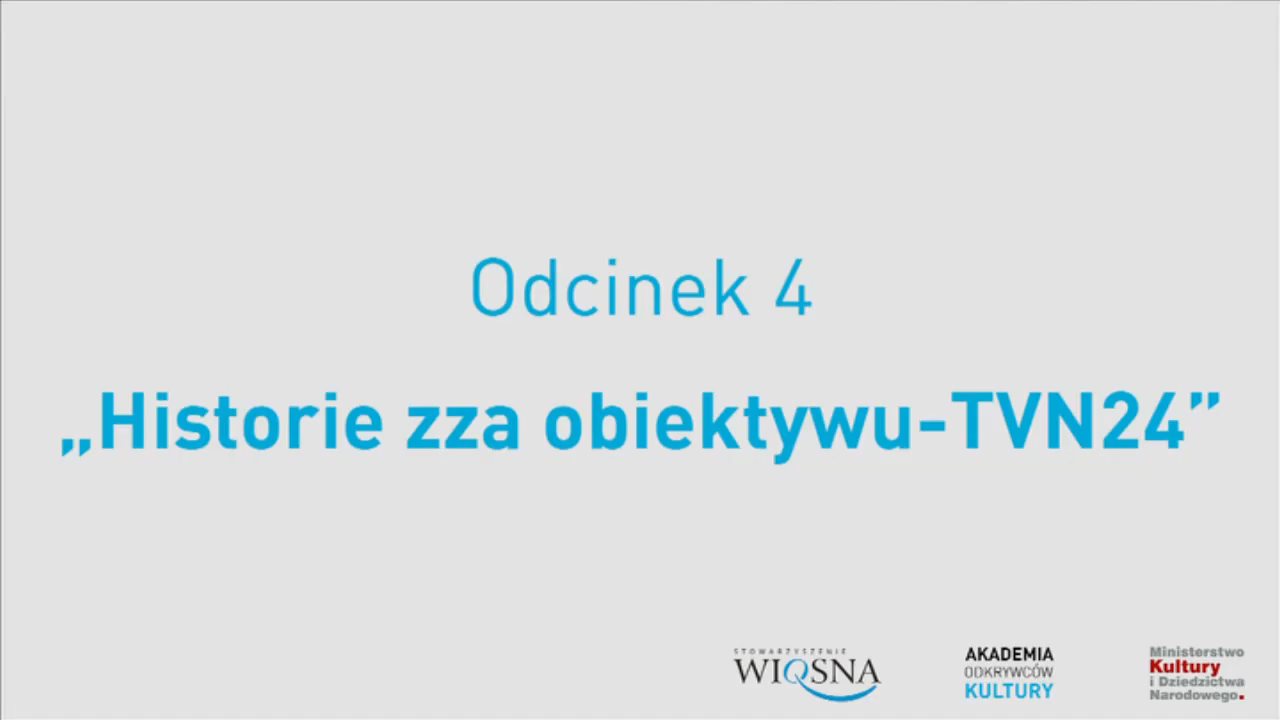 Odcinek 4
„Historie zza obiektywu-TVN24”
STOWARZYSZENIE
WIOSNA
AKADEMIA
ODKRYWCÓW
KULTURY
Ministerstwo
Kultury
i Dziedzictwa
Narodowego.